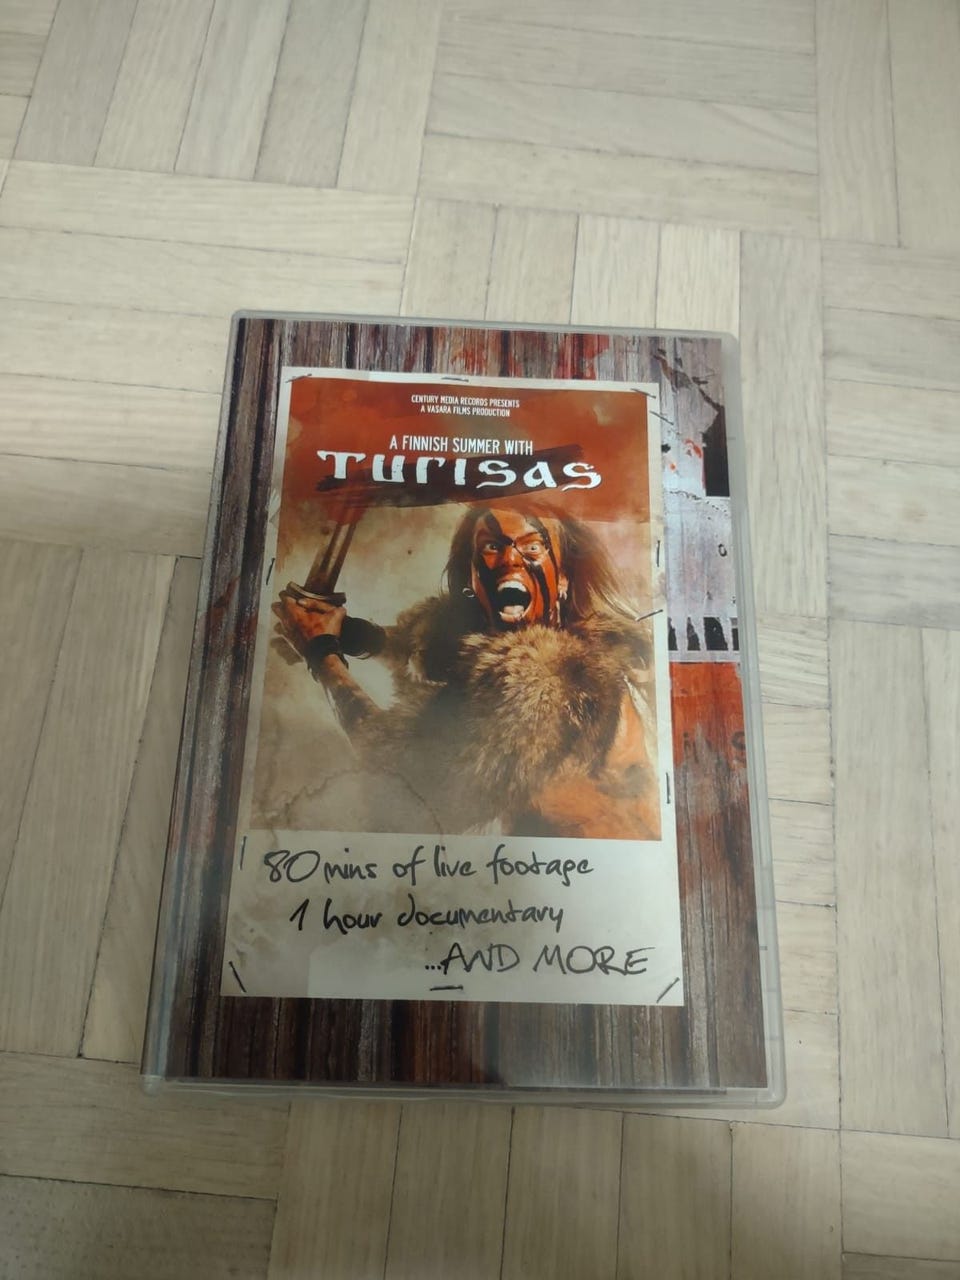 CENTURY MEDIA RECORDS PRESENTS
A VASARA FILMS PRODUCTION
A FINNISH SUMMER WITH
TURISAS
80 mins of live footage
1 hour documentary
...AND MORE